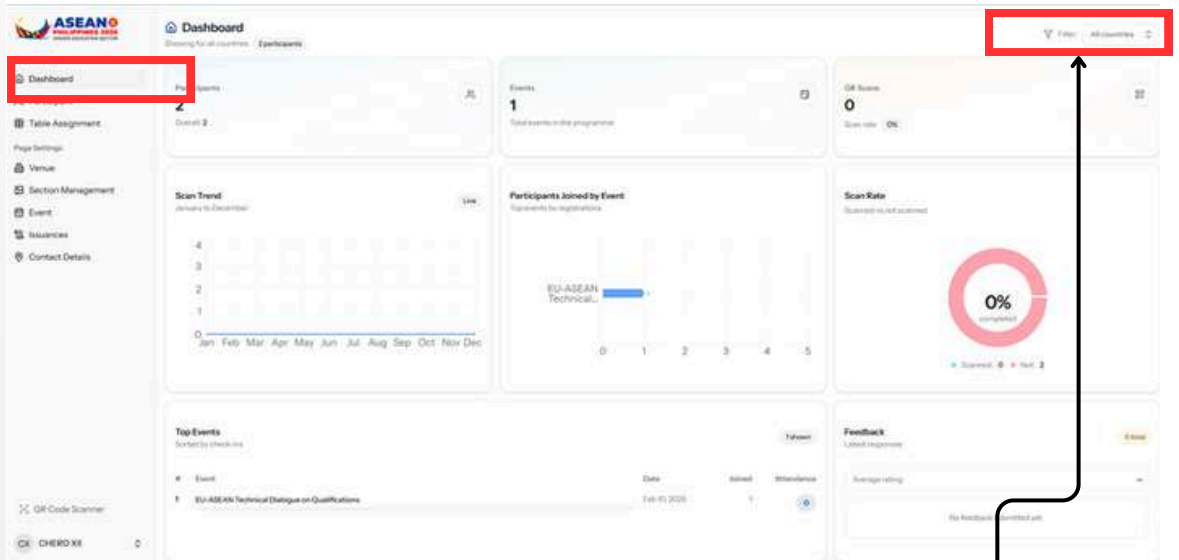 ASEAN
PHILIPPINES 2026
Dashboard
Showing for all countries 2 participants
Filter: All countries
Dashboard
Table Assignment
Page Settings
Venue
Section Management
Event
Issuances
Contact Details
QR Code Scanner
CX CHERO XII
Participants
2
Overall: 2
Events
1
Total events in the programme
QR Scans
0
Scan rate 0%
Scan Trend
January to December
Live
4
3
2
1
0
Jan Feb Mar Apr May Jun Jul Aug Sep Oct Nov Dec
Participants Joined by Event
Top events by registrations
EU-ASEAN
Technical...
1
0 1 2 3 4 5
Scan Rate
Scanned vs not scanned
0%
completed
Scanned: 0 Not: 2
Top Events
Sorted by check-ins
1 shown
# Event Date Joined Attendance
1 EU-ASEAN Technical Dialogue on Qualifications Feb 10, 2026 1 0
Feedback
Latest responses
0 total
Average rating
No feedback submitted yet.